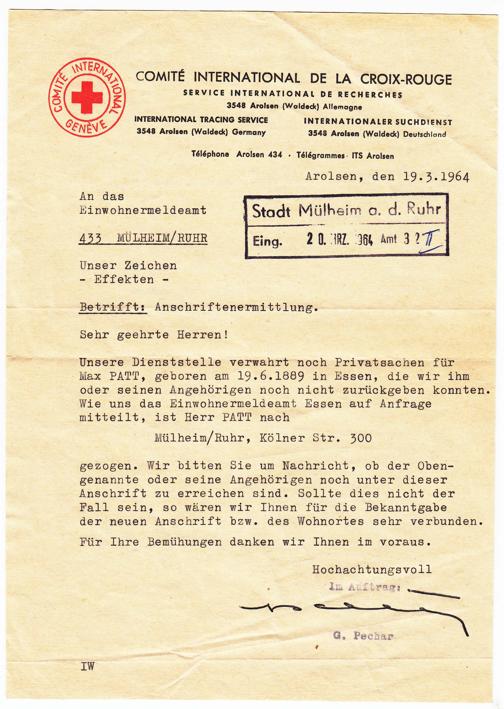 COMITÉ INTERNATIONAL
GENÈVE
COMITÉ INTERNATIONAL DE LA CROIX-ROUGE
SERVICE INTERNATIONAL DE RECHERCHES
3548 Arolsen (Waldeck) Allemagne
INTERNATIONAL TRACING SERVICE INTERNATIONALER SUCHDIENST
3548 Arolsen (Waldeck) Germany 3548 Arolsen (Waldeck) Deutschland
Téléphone Arolsen 434 · Télégrammes ITS Arolsen
Arolsen, den 19.3.1964
An das
Einwohnermeldeamt
433 MÜLHEIM/RUHR
Stadt Mülheim a. d. Ruhr
Eing. 20. MRZ. 1964 Amt 32 II
Unser Zeichen
- Effekten -
Betrifft: Anschriftenermittlung.
Sehr geehrte Herren!
Unsere Dienststelle verwahrt noch Privatsachen für
Max PATT, geboren am 19.6.1889 in Essen, die wir ihm
oder seinen Angehörigen noch nicht zurückgeben konnten.
Wie uns das Einwohnermeldeamt Essen auf Anfrage
mitteilt, ist Herr PATT nach
Mülheim/Ruhr, Kölner Str. 300
gezogen. Wir bitten Sie um Nachricht, ob der Oben-
genannte oder seine Angehörigen noch unter dieser
Anschrift zu erreichen sind. Sollte dies nicht der
Fall sein, so wären wir Ihnen für die Bekanntgabe
der neuen Anschrift bzw. des Wohnortes sehr verbunden.
Für Ihre Bemühungen danken wir Ihnen im voraus.
Hochachtungsvoll
Im Auftrag:
G. Pechar
IW